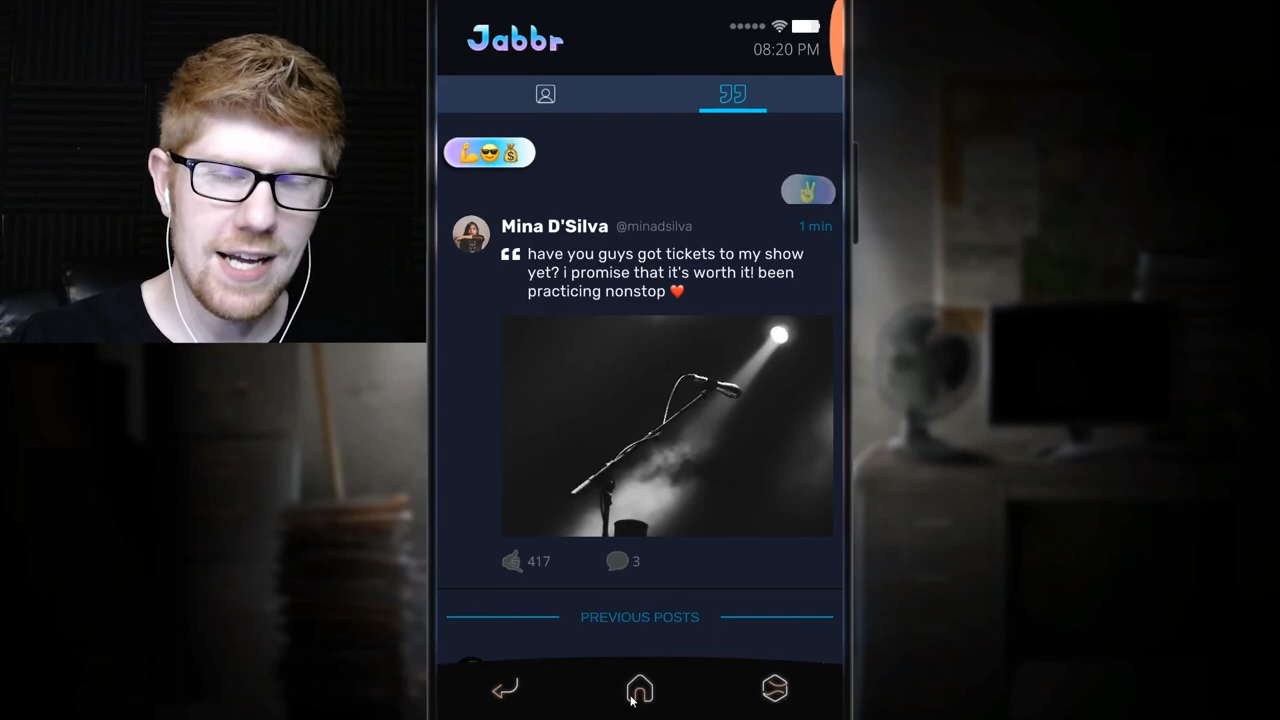 Jabbr
08:20 PM
Mina D'Silva @minadsilva 1 min
have you guys got tickets to my show
yet? i promise that it's worth it! been
practicing nonstop ❤️
417 3
PREVIOUS POSTS